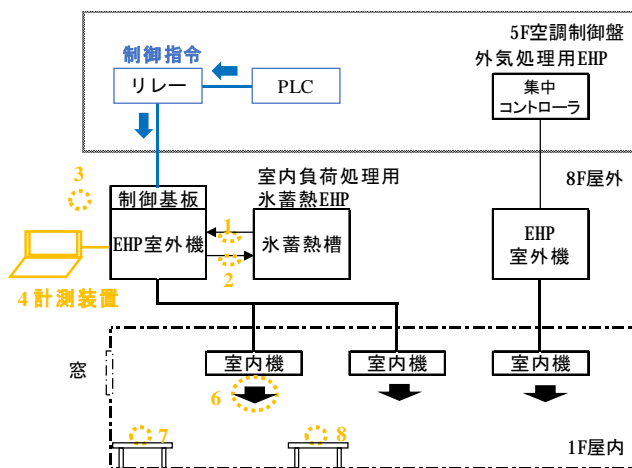 5F空調制御盤
制御指令
外気処理用EHP
リレー
PLC
集中
コントローラ
3
室内負荷処理用
氷蓄熱EHP
8F屋外
制御基板
EHP室外機
1
2
氷蓄熱槽
EHP
室外機
4計測装置
窓
室内機
室内機
室内機
6
7
8
1F屋内